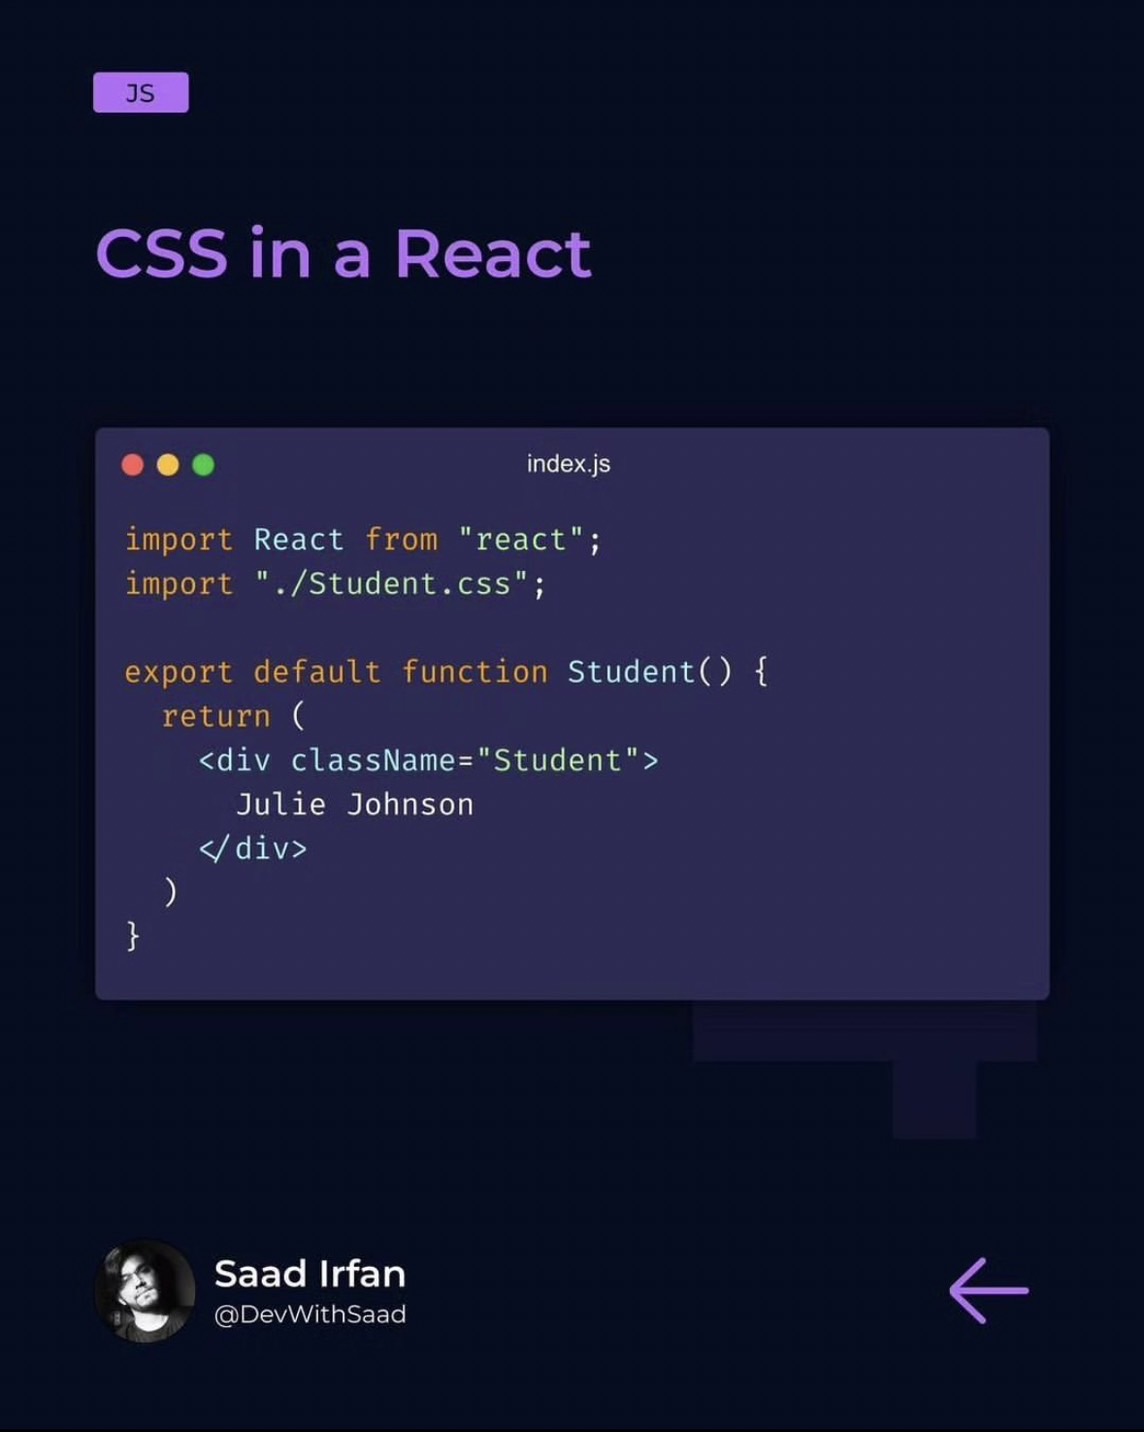 JS
CSS in a React
index.js
import React from "react";
import "./Student.css";
export default function Student() {
return (
<div className="Student">
Julie Johnson
</div>
)
}
Saad Irfan
@DevWithSaad